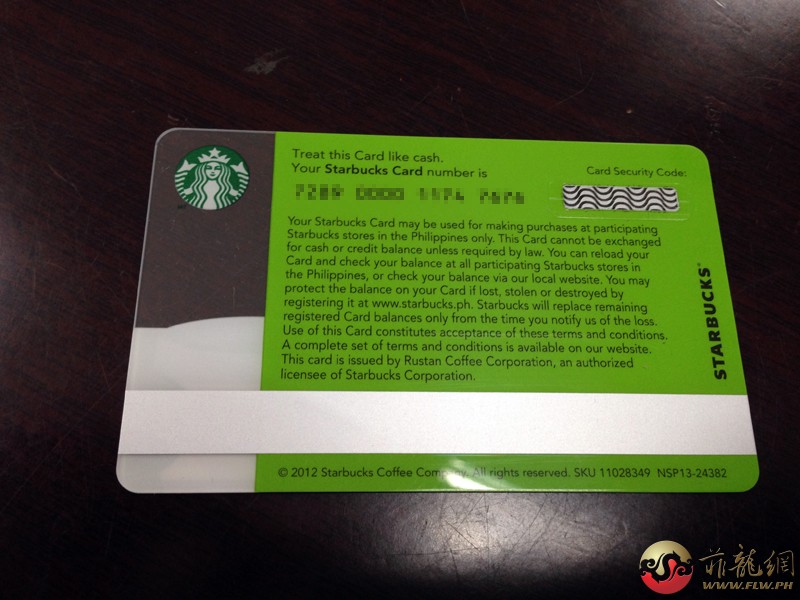 Treat this Card like cash.
Your Starbucks Card number is
Card Security Code:
Your Starbucks Card may be used for making purchases at participating
Starbucks stores in the Philippines only. This Card cannot be exchanged
for cash or credit balance unless required by law. You can reload your
Card and check your balance at all participating Starbucks stores in
the Philippines, or check your balance via our local website. You may
protect the balance on your Card if lost, stolen or destroyed by
registering it at www.starbucks.ph. Starbucks will replace remaining
registered Card balances only from the time you notify us of the loss.
Use of this Card constitutes acceptance of these terms and conditions.
A complete set of terms and conditions is available on our website.
This card is issued by Rustan Coffee Corporation, an authorized
licensee of Starbucks Corporation.
STARBUCKS®
© 2012 Starbucks Coffee Company. All rights reserved. SKU 11028349 NSP13-24382
菲龍網
WWW.FLW.PH